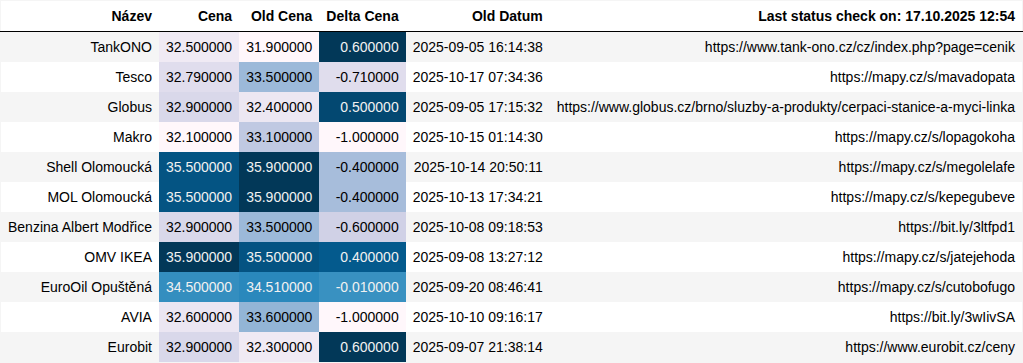 Název Cena Old Cena Delta Cena Old Datum Last status check on: 17.10.2025 12:54
TankONO 32.500000 31.900000 0.600000 2025-09-05 16:14:38 https://www.tank-ono.cz/cz/index.php?page=cenik
Tesco 32.790000 33.500000 -0.710000 2025-10-17 07:34:36 https://mapy.cz/s/mavadopata
Globus 32.900000 32.400000 0.500000 2025-09-05 17:15:32 https://www.globus.cz/brno/sluzby-a-produkty/cerpaci-stanice-a-myci-linka
Makro 32.100000 33.100000 -1.000000 2025-10-15 01:14:30 https://mapy.cz/s/lopagokoha
Shell Olomoucká 35.500000 35.900000 -0.400000 2025-10-14 20:50:11 https://mapy.cz/s/megolelafe
MOL Olomoucká 35.500000 35.900000 -0.400000 2025-10-13 17:34:21 https://mapy.cz/s/kepegubeve
Benzina Albert Modřice 32.900000 33.500000 -0.600000 2025-10-08 09:18:53 https://bit.ly/3ltfpd1
OMV IKEA 35.900000 35.500000 0.400000 2025-09-08 13:27:12 https://mapy.cz/s/jatejehoda
EuroOil Opuštěná 34.500000 34.510000 -0.010000 2025-09-20 08:46:41 https://mapy.cz/s/cutobofugo
AVIA 32.600000 33.600000 -1.000000 2025-10-10 09:16:17 https://bit.ly/3wIivSA
Eurobit 32.900000 32.300000 0.600000 2025-09-07 21:38:14 https://www.eurobit.cz/ceny